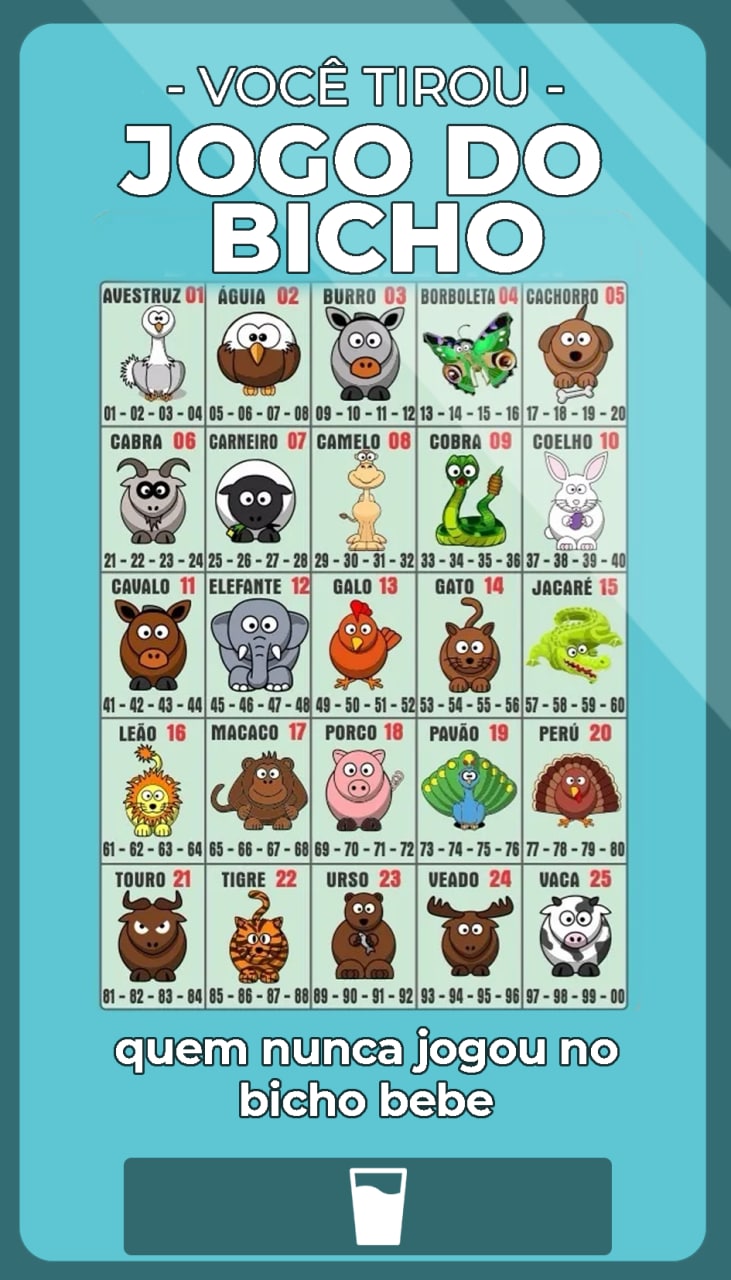 - VOCÊ TIROU -
JOGO DO
BICHO
AVESTRUZ 01 ÁGUIA 02 BURRO 03 BORBOLETA 04 CACHORRO 05
01 - 02 - 03 - 04 05 - 06 - 07 - 08 09 - 10 - 11 - 12 13 - 14 - 15 - 16 17 - 18 - 19 - 20
CABRA 06 CARNEIRO 07 CAMELO 08 COBRA 09 COELHO 10
21 - 22 - 23 - 24 25 - 26 - 27 - 28 29 - 30 - 31 - 32 33 - 34 - 35 - 36 37 - 38 - 39 - 40
CAVALO 11 ELEFANTE 12 GALO 13 GATO 14 JACARÉ 15
41 - 42 - 43 - 44 45 - 46 - 47 - 48 49 - 50 - 51 - 52 53 - 54 - 55 - 56 57 - 58 - 59 - 60
LEÃO 16 MACACO 17 PORCO 18 PAVÃO 19 PERÚ 20
61 - 62 - 63 - 64 65 - 66 - 67 - 68 69 - 70 - 71 - 72 73 - 74 - 75 - 76 77 - 78 - 79 - 80
TOURO 21 TIGRE 22 URSO 23 VEADO 24 VACA 25
81 - 82 - 83 - 84 85 - 86 - 87 - 88 89 - 90 - 91 - 92 93 - 94 - 95 - 96 97 - 98 - 99 - 00
quem nunca jogou no
bicho bebe